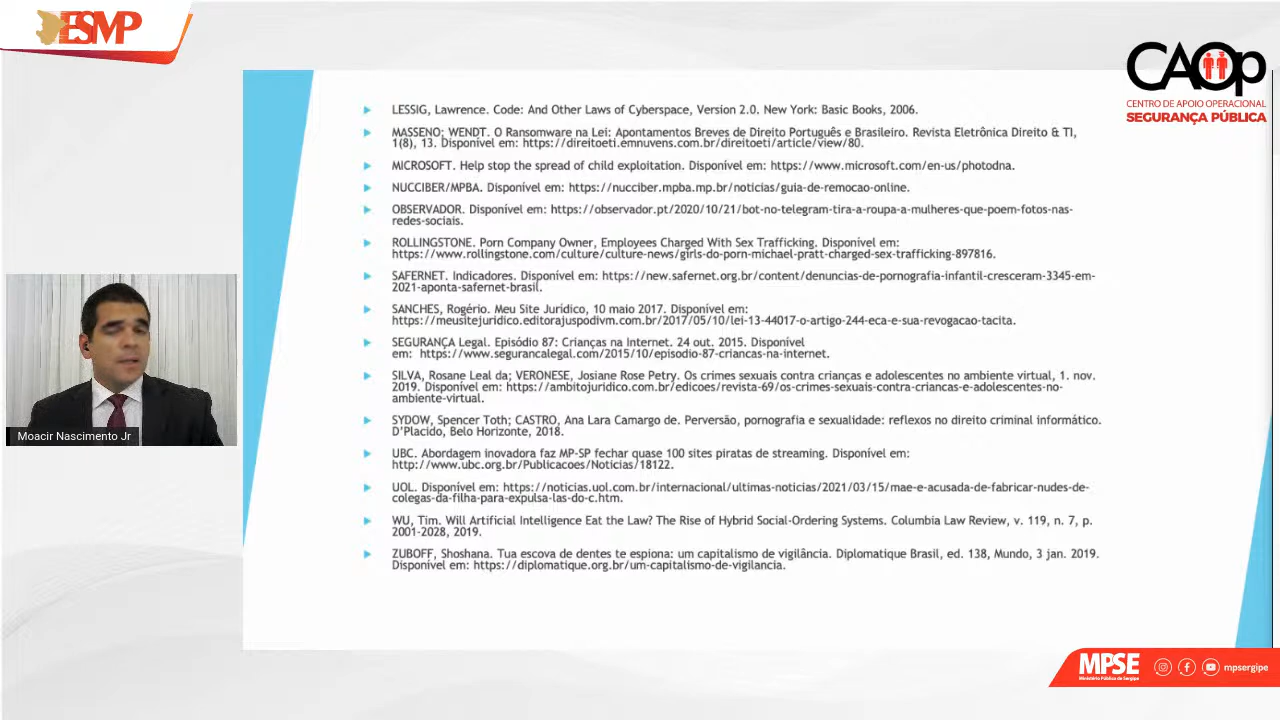 ESMP
CAOp
CENTRO DE APOIO OPERACIONAL
SEGURANÇA PÚBLICA
LESSIG, Lawrence. Code: And Other Laws of Cyberspace, Version 2.0. New York: Basic Books, 2006.
MASSENO; WENDT. O Ransomware na Lei: Apontamentos Breves de Direito Português e Brasileiro. Revista Eletrônica Direito & TI,
1(8), 13. Disponível em: https://direitoeti.emnuvens.com.br/direitoeti/article/view/80.
MICROSOFT. Help stop the spread of child exploitation. Disponível em: https://www.microsoft.com/en-us/photodna.
NUCCIBER/MPBA. Disponível em: https://nucciber.mpba.mp.br/noticias/guia-de-remocao-online.
OBSERVADOR. Disponível em: https://observador.pt/2020/10/21/bot-no-telegram-tira-a-roupa-a-mulheres-que-poem-fotos-nas-
redes-sociais.
ROLLINGSTONE. Porn Company Owner, Employees Charged With Sex Trafficking. Disponível em:
https://www.rollingstone.com/culture/culture-news/girls-do-porn-michael-pratt-charged-sex-trafficking-897816.
SAFERNET. Indicadores. Disponível em: https://new.safernet.org.br/content/denuncias-de-pornografia-infantil-cresceram-3345-em-
2021-aponta-safernet-brasil.
SANCHES, Rogério. Meu Site Jurídico, 10 maio 2017. Disponível em:
https://meusitejuridico.editorajuspodivm.com.br/2017/05/10/lei-13-44017-o-artigo-244-eca-e-sua-revogacao-tacita.
SEGURANÇA Legal. Episódio 87: Crianças na Internet. 24 out. 2015. Disponível
em: https://www.segurancalegal.com/2015/10/episodio-87-criancas-na-internet.
SILVA, Rosane Leal da; VERONESE, Josiane Rose Petry. Os crimes sexuais contra crianças e adolescentes no ambiente virtual, 1. nov.
2019. Disponível em: https://ambitojuridico.com.br/edicoes/revista-69/os-crimes-sexuais-contra-criancas-e-adolescentes-no-
ambiente-virtual.
SYDOW, Spencer Toth; CASTRO, Ana Lara Camargo de. Perversão, pornografia e sexualidade: reflexos no direito criminal informático.
D'Placido, Belo Horizonte, 2018.
UBC. Abordagem inovadora faz MP-SP fechar quase 100 sites piratas de streaming. Disponível em:
http://www.ubc.org.br/Publicacoes/Noticias/18122.
UOL. Disponível em: https://noticias.uol.com.br/internacional/ultimas-noticias/2021/03/15/mae-e-acusada-de-fabricar-nudes-de-
colegas-da-filha-para-expulsa-las-do-c.htm.
WU, Tim. Will Artificial Intelligence Eat the Law? The Rise of Hybrid Social-Ordering Systems. Columbia Law Review, v. 119, n. 7, p.
2001-2028, 2019.
ZUBOFF, Shoshana. Tua escova de dentes te espiona: um capitalismo de vigilância. Diplomatique Brasil, ed. 138, Mundo, 3 jan. 2019.
Disponível em: https://diplomatique.org.br/um-capitalismo-de-vigilancia.
Moacir Nascimento Jr
MPSE
Ministério Público de Sergipe
mpsergipe